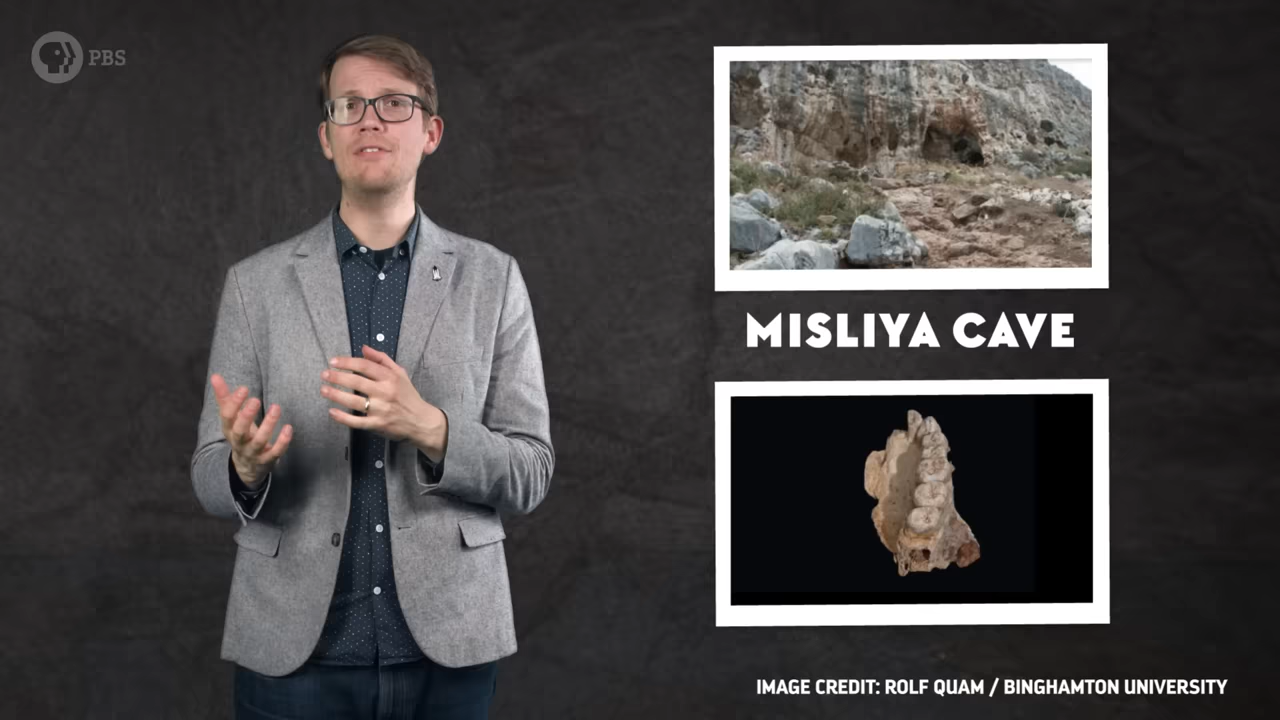 PBS
MISLIYA CAVE
IMAGE CREDIT: ROLF QUAM / BINGHAMTON UNIVERSITY